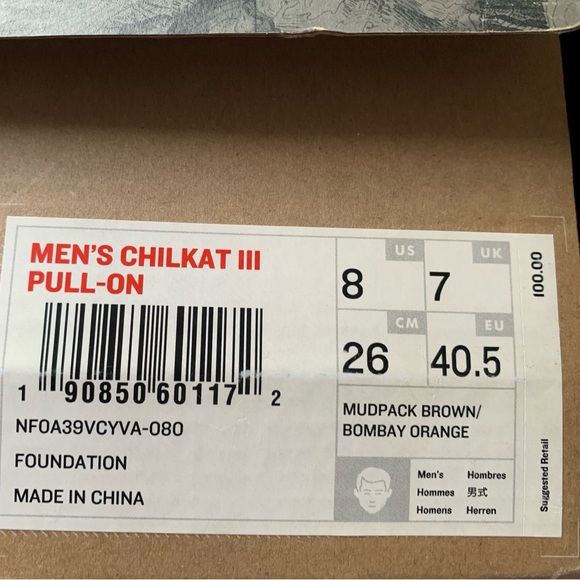 MEN'S CHILKAT III
PULL-ON
1 90850 60117 2
NF0A39VCYVA-080
FOUNDATION
MADE IN CHINA
US
8
UK
7
CM
26
EU
40.5
MUDPACK BROWN/
BOMBAY ORANGE
Men's Hombres
Hommes 男式
Homens Herren
Suggested Retail 100.00